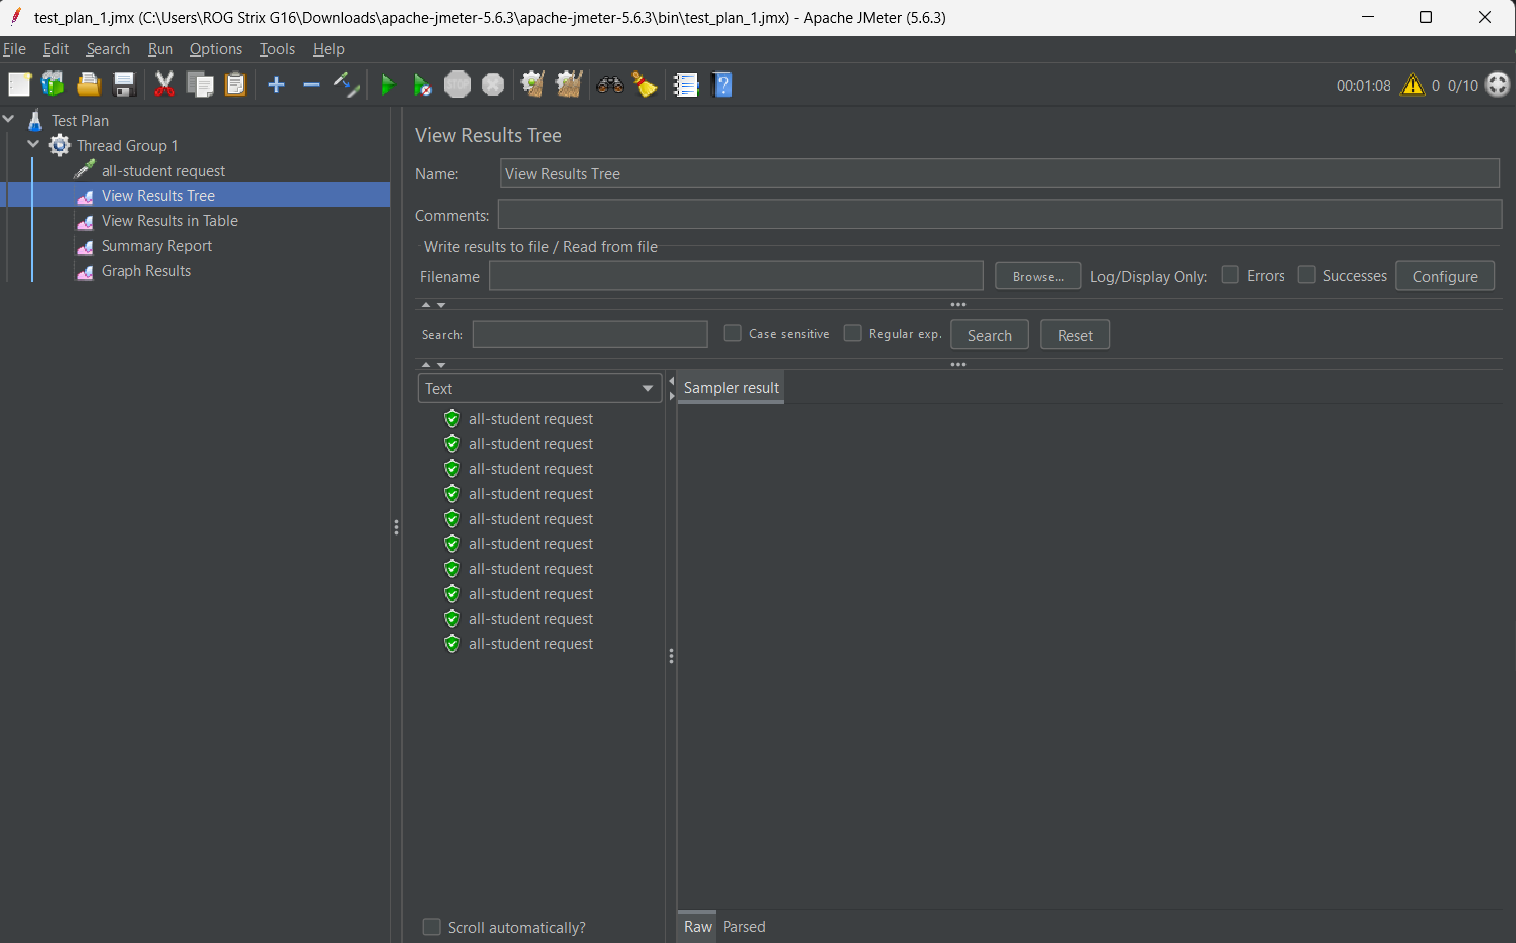 test_plan_1.jmx (C:\Users\ROG Strix G16\Downloads\apache-jmeter-5.6.3\apache-jmeter-5.6.3\bin\test_plan_1.jmx) - Apache JMeter (5.6.3)
File Edit Search Run Options Tools Help
STOP
00:01:08 0 0/10
Test Plan
Thread Group 1
all-student request
View Results Tree
View Results in Table
Summary Report
Graph Results
View Results Tree
Name: View Results Tree
Comments:
Write results to file / Read from file
Filename Browse... Log/Display Only: Errors Successes Configure
Search: Case sensitive Regular exp. Search Reset
Text
Sampler result
all-student request
all-student request
all-student request
all-student request
all-student request
all-student request
all-student request
all-student request
all-student request
all-student request
Scroll automatically?
Raw Parsed